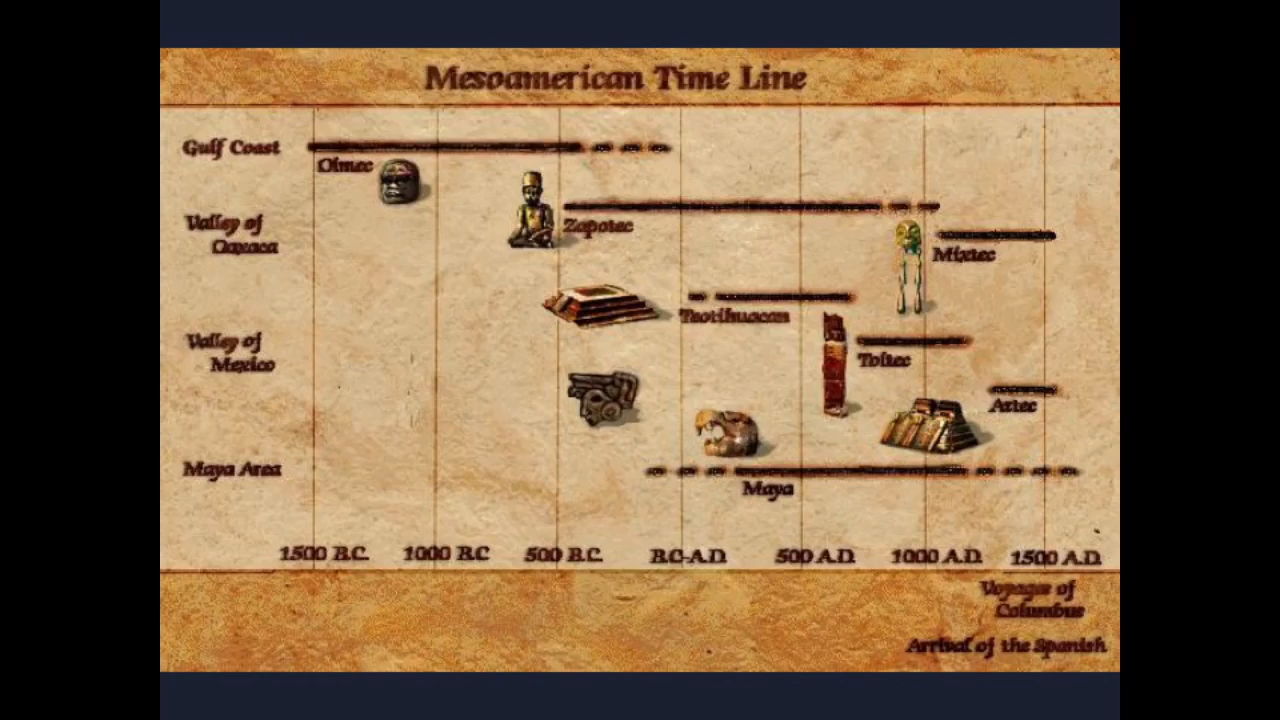 Mesoamerican Time Line
Gulf Coast
Olmec
Valley of
Oaxaca
Zapotec
Mixtec
Teotihuacan
Valley of
Mexico
Toltec
Aztec
Maya Area
Maya
1500 B.C. 1000 B.C 500 B.C. B.C-A.D. 500 A.D. 1000 A.D. 1500 A.D.
Voyages of
Columbus
Arrival of the Spanish